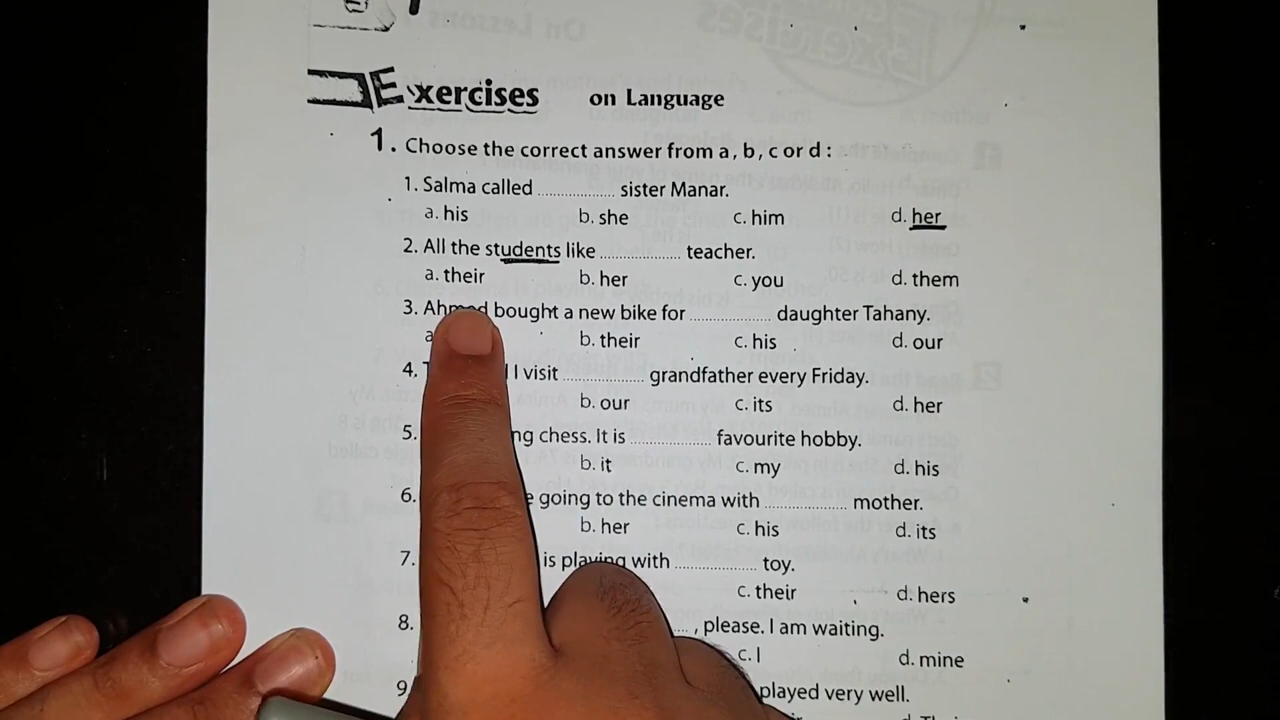 Exercises on Language
1. Choose the correct answer from a, b, c or d :
1. Salma called .................... sister Manar.
a. his b. she c. him d. her
2. All the students like .................... teacher.
a. their b. her c. you d. them
3. Ahmed bought a new bike for .................... daughter Tahany.
b. their c. his d. our
4. I visit .................... grandfather every Friday.
b. our c. its d. her
5. chess. It is .................... favourite hobby.
b. it c. my d. his
6. going to the cinema with .................... mother.
b. her c. his d. its
7. is playing with .................... toy.
c. their d. hers
8. , please. I am waiting.
c. I d. mine
9. played very well.